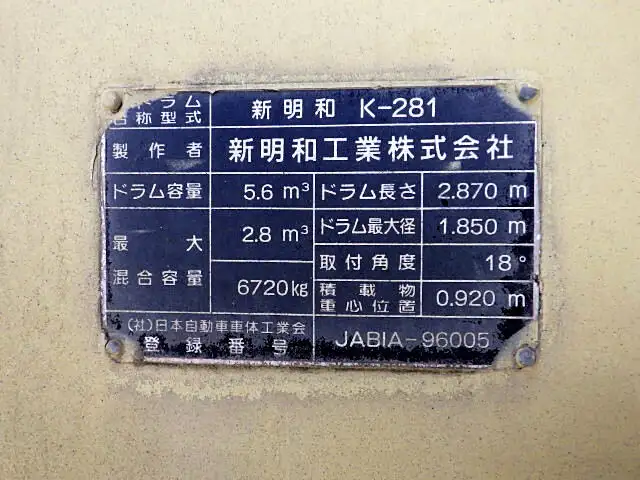 ドラム 新明和 K-281
名称型式
製作者 新明和工業株式会社
ドラム容量 5.6 m³ ドラム長さ 2.870 m
最大 2.8 m³ ドラム最大径 1.850 m
取付角度 18°
混合容量 6720kg 積載物 0.920 m
重心位置
(社)日本自動車車体工業会
登録番号 JABIA-96005